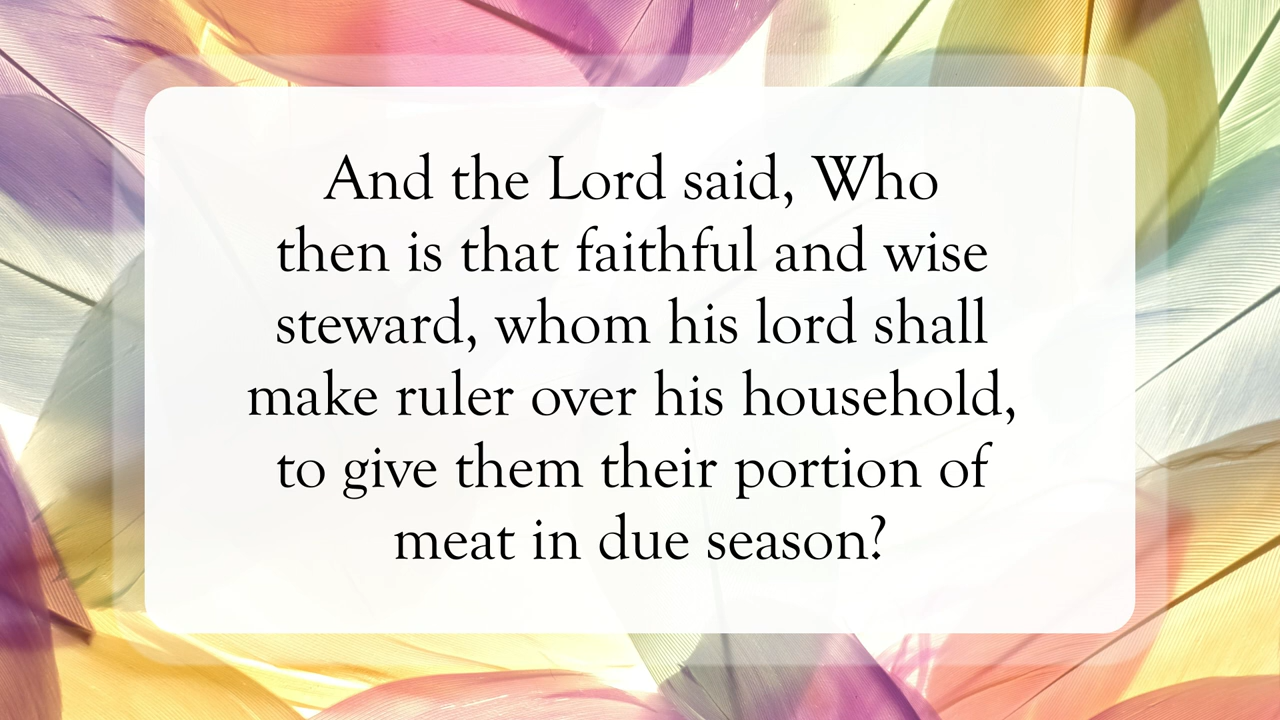 And the Lord said, Who
then is that faithful and wise
steward, whom his lord shall
make ruler over his household,
to give them their portion of
meat in due season?